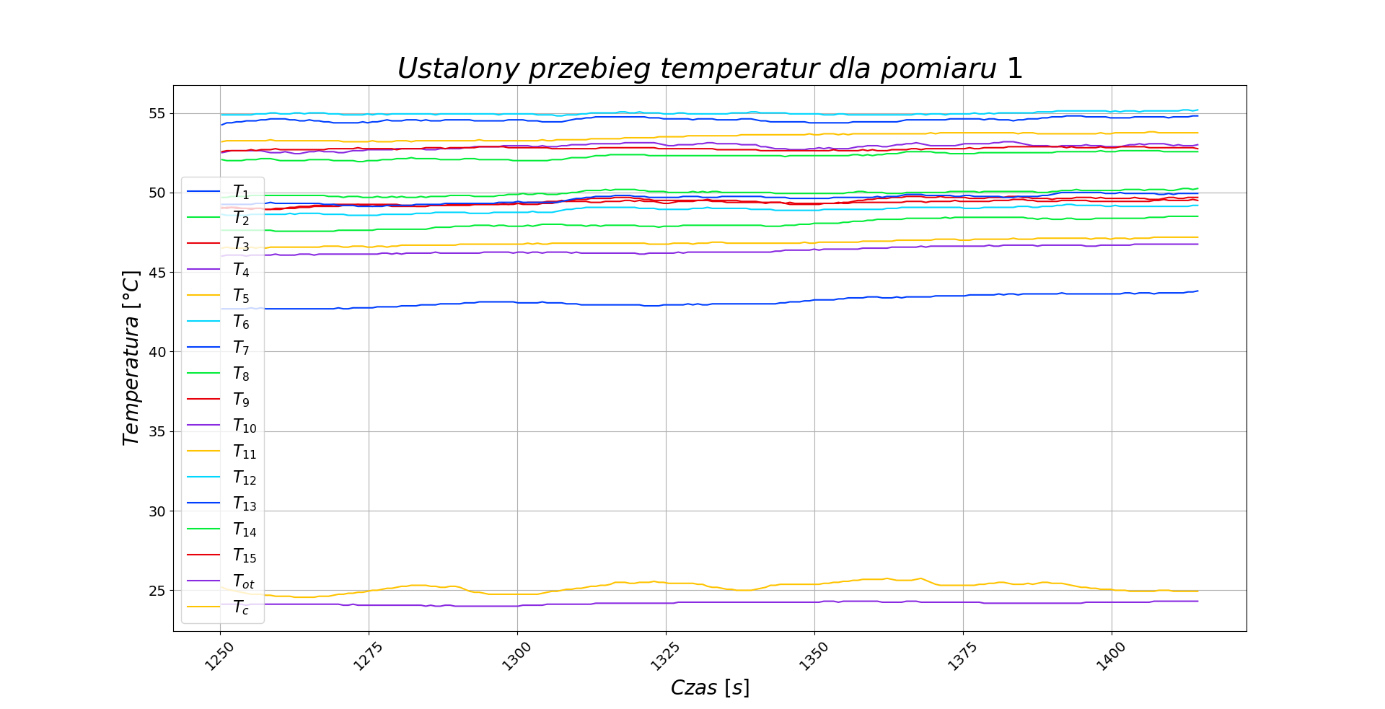 Ustalony przebieg temperatur dla pomiaru 1
Temperatura [°C]
55
50
45
40
35
30
25
T1
T2
T3
T4
T5
T6
T7
T8
T9
T10
T11
T12
T13
T14
T15
Tot
Tc
1250
1275
1300
1325
1350
1375
1400
Czas [s]